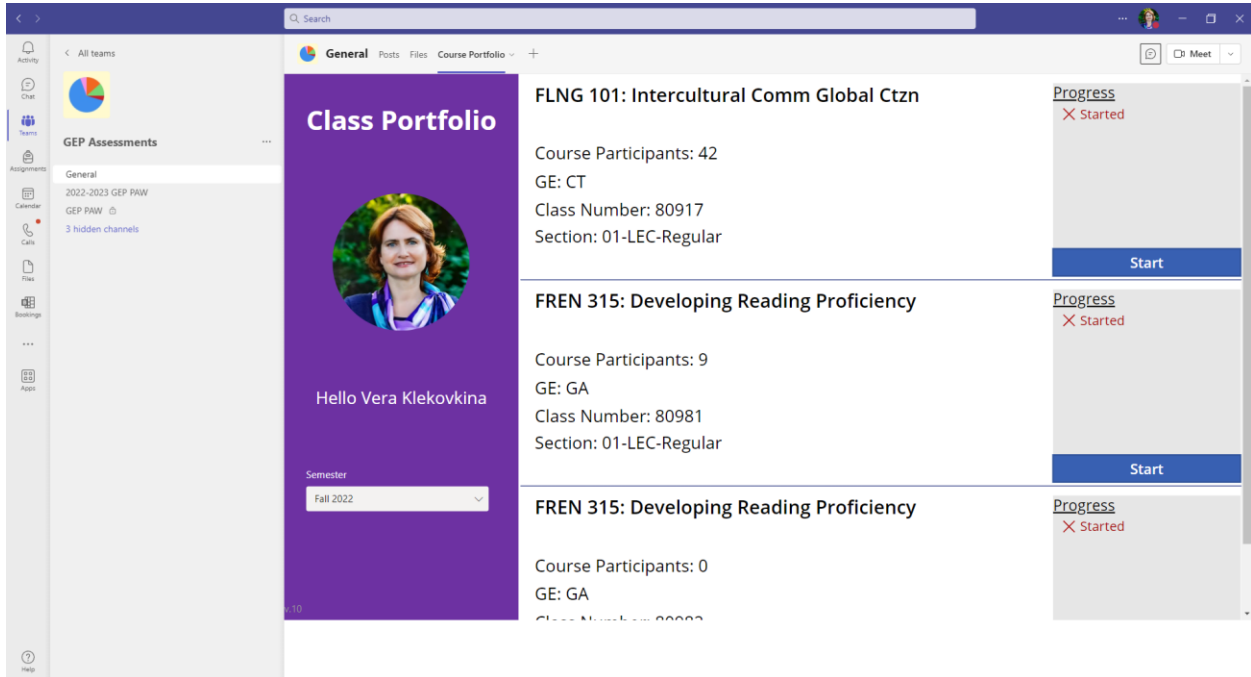 Search
Activity
Chat
Teams
Assignments
Calendar
Calls
Files
Bookings
Apps
Help
All teams
GEP Assessments
General
2022-2023 GEP PAW
GEP PAW
3 hidden channels
General Posts Files Course Portfolio
Meet
Class Portfolio
Hello Vera Klekovkina
Semester
Fall 2022
v.10
FLNG 101: Intercultural Comm Global Ctzn
Course Participants: 42
GE: CT
Class Number: 80917
Section: 01-LEC-Regular
Progress
Started
Start
FREN 315: Developing Reading Proficiency
Course Participants: 9
GE: GA
Class Number: 80981
Section: 01-LEC-Regular
Progress
Started
Start
FREN 315: Developing Reading Proficiency
Course Participants: 0
GE: GA
Class Number:
Progress
Started